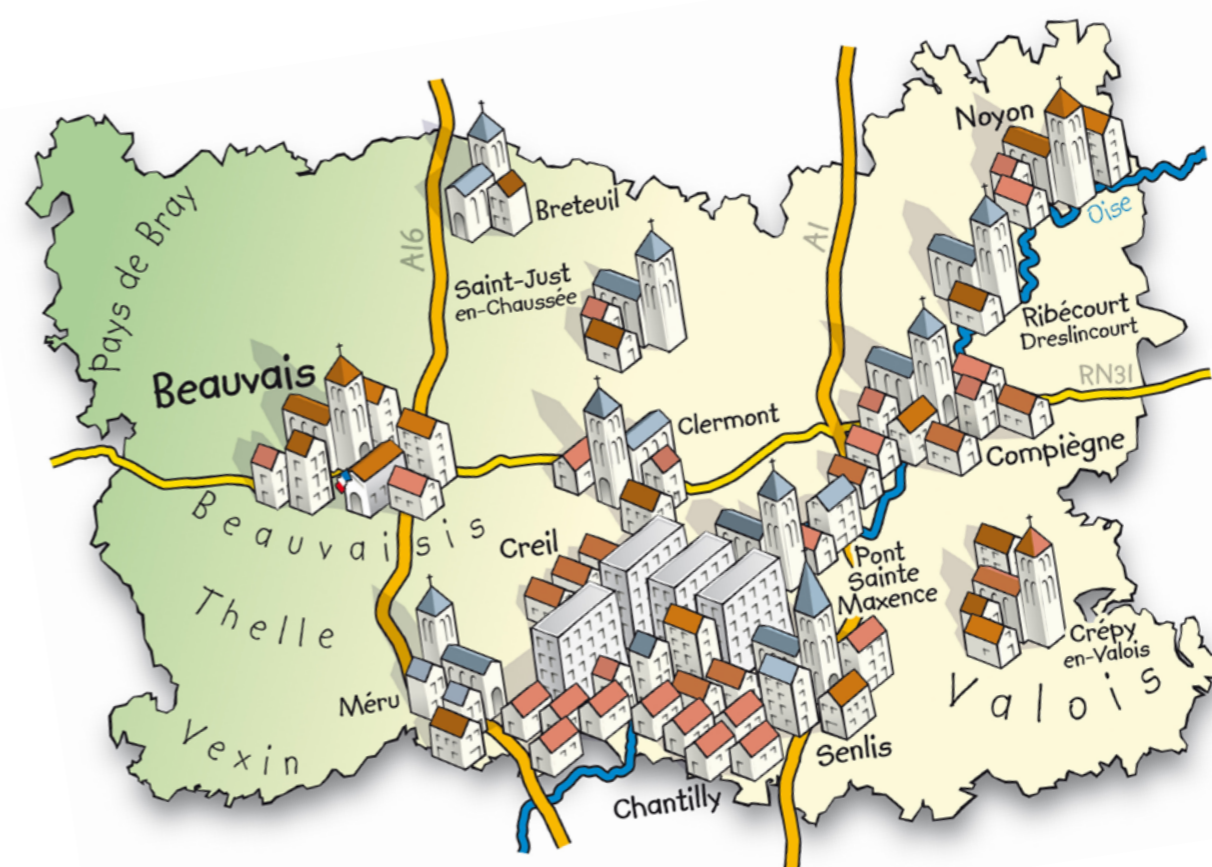 Noyon
Oise
Breteuil
A16
A1
Pays de Bray
Saint-Just
en-Chaussée
Ribécourt
Dreslincourt
Beauvais
RN31
Clermont
Compiègne
Beauvaisis
Creil
Pont
Sainte
Maxence
Thelle
Crépy
en-Valois
Valois
Méru
Vexin
Senlis
Chantilly